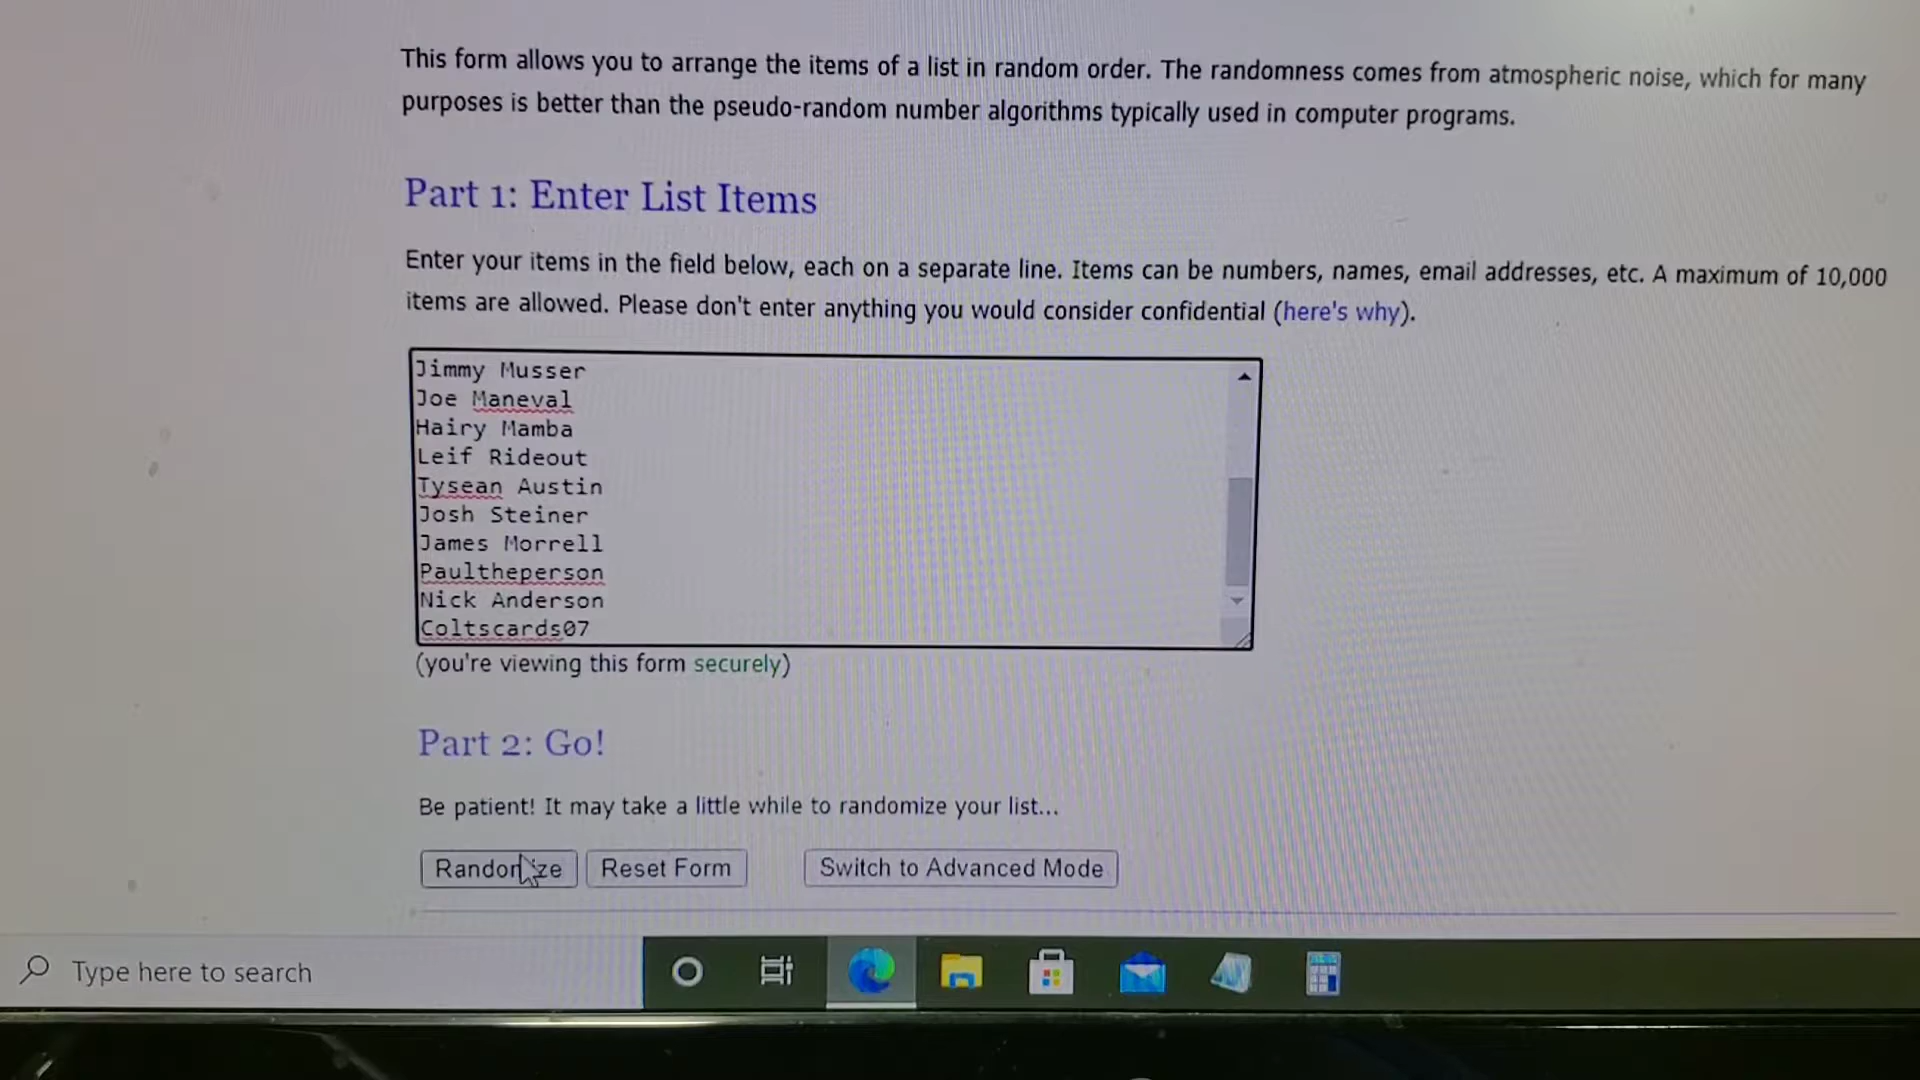 This form allows you to arrange the items of a list in random order. The randomness comes from atmospheric noise, which for many
purposes is better than the pseudo-random number algorithms typically used in computer programs.
Part 1: Enter List Items
Enter your items in the field below, each on a separate line. Items can be numbers, names, email addresses, etc. A maximum of 10,000
items are allowed. Please don't enter anything you would consider confidential (here's why).
Jimmy Musser
Joe Maneval
Hairy Mamba
Leif Rideout
Tysean Austin
Josh Steiner
James Morrell
Paultheperson
Nick Anderson
Coltscards07
(you're viewing this form securely)
Part 2: Go!
Be patient! It may take a little while to randomize your list...
Randomize Reset Form Switch to Advanced Mode
Type here to search